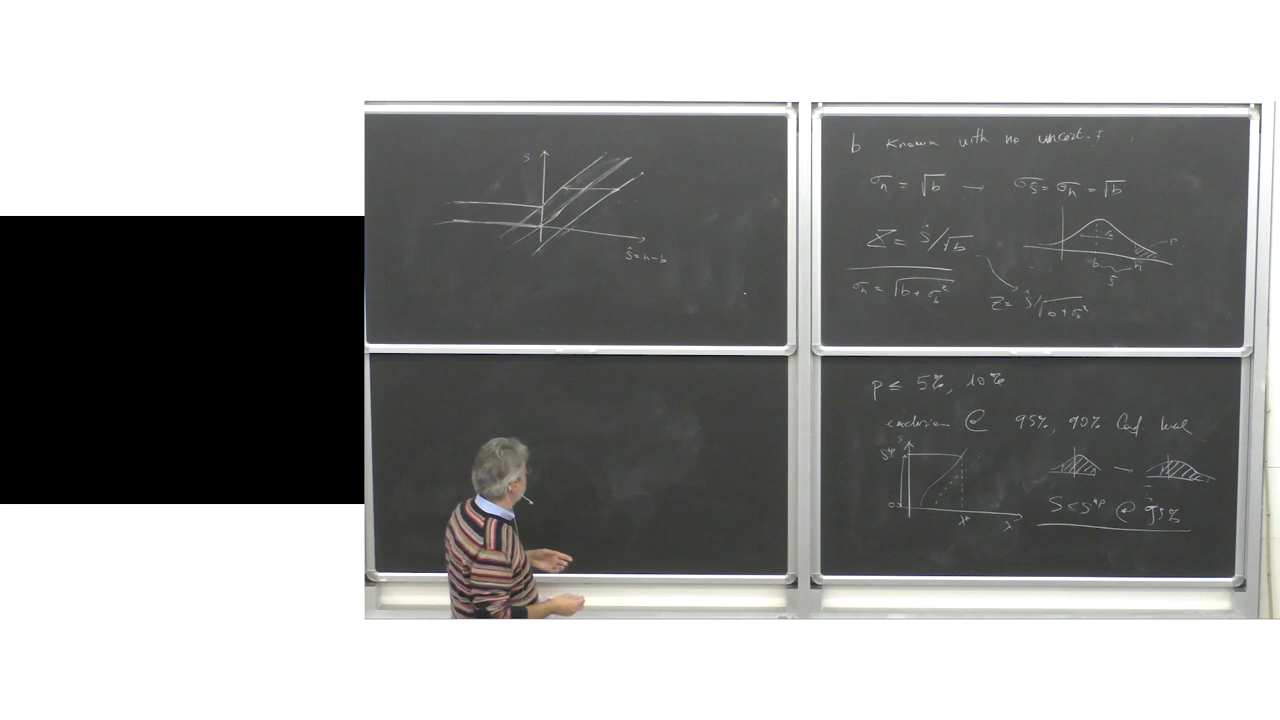 s
ŝ = n - b
b known with no uncert.
σn = √b → σŝ = σn = √b
Z = ŝ/√b
p
b n
ŝ
σn = √b + σb²
Z = ŝ/√b + σb²
p ≤ 5%, 10%
exclusion @ 95%, 90% Conf level
s
sup
x*
x
s < sup @ 95%